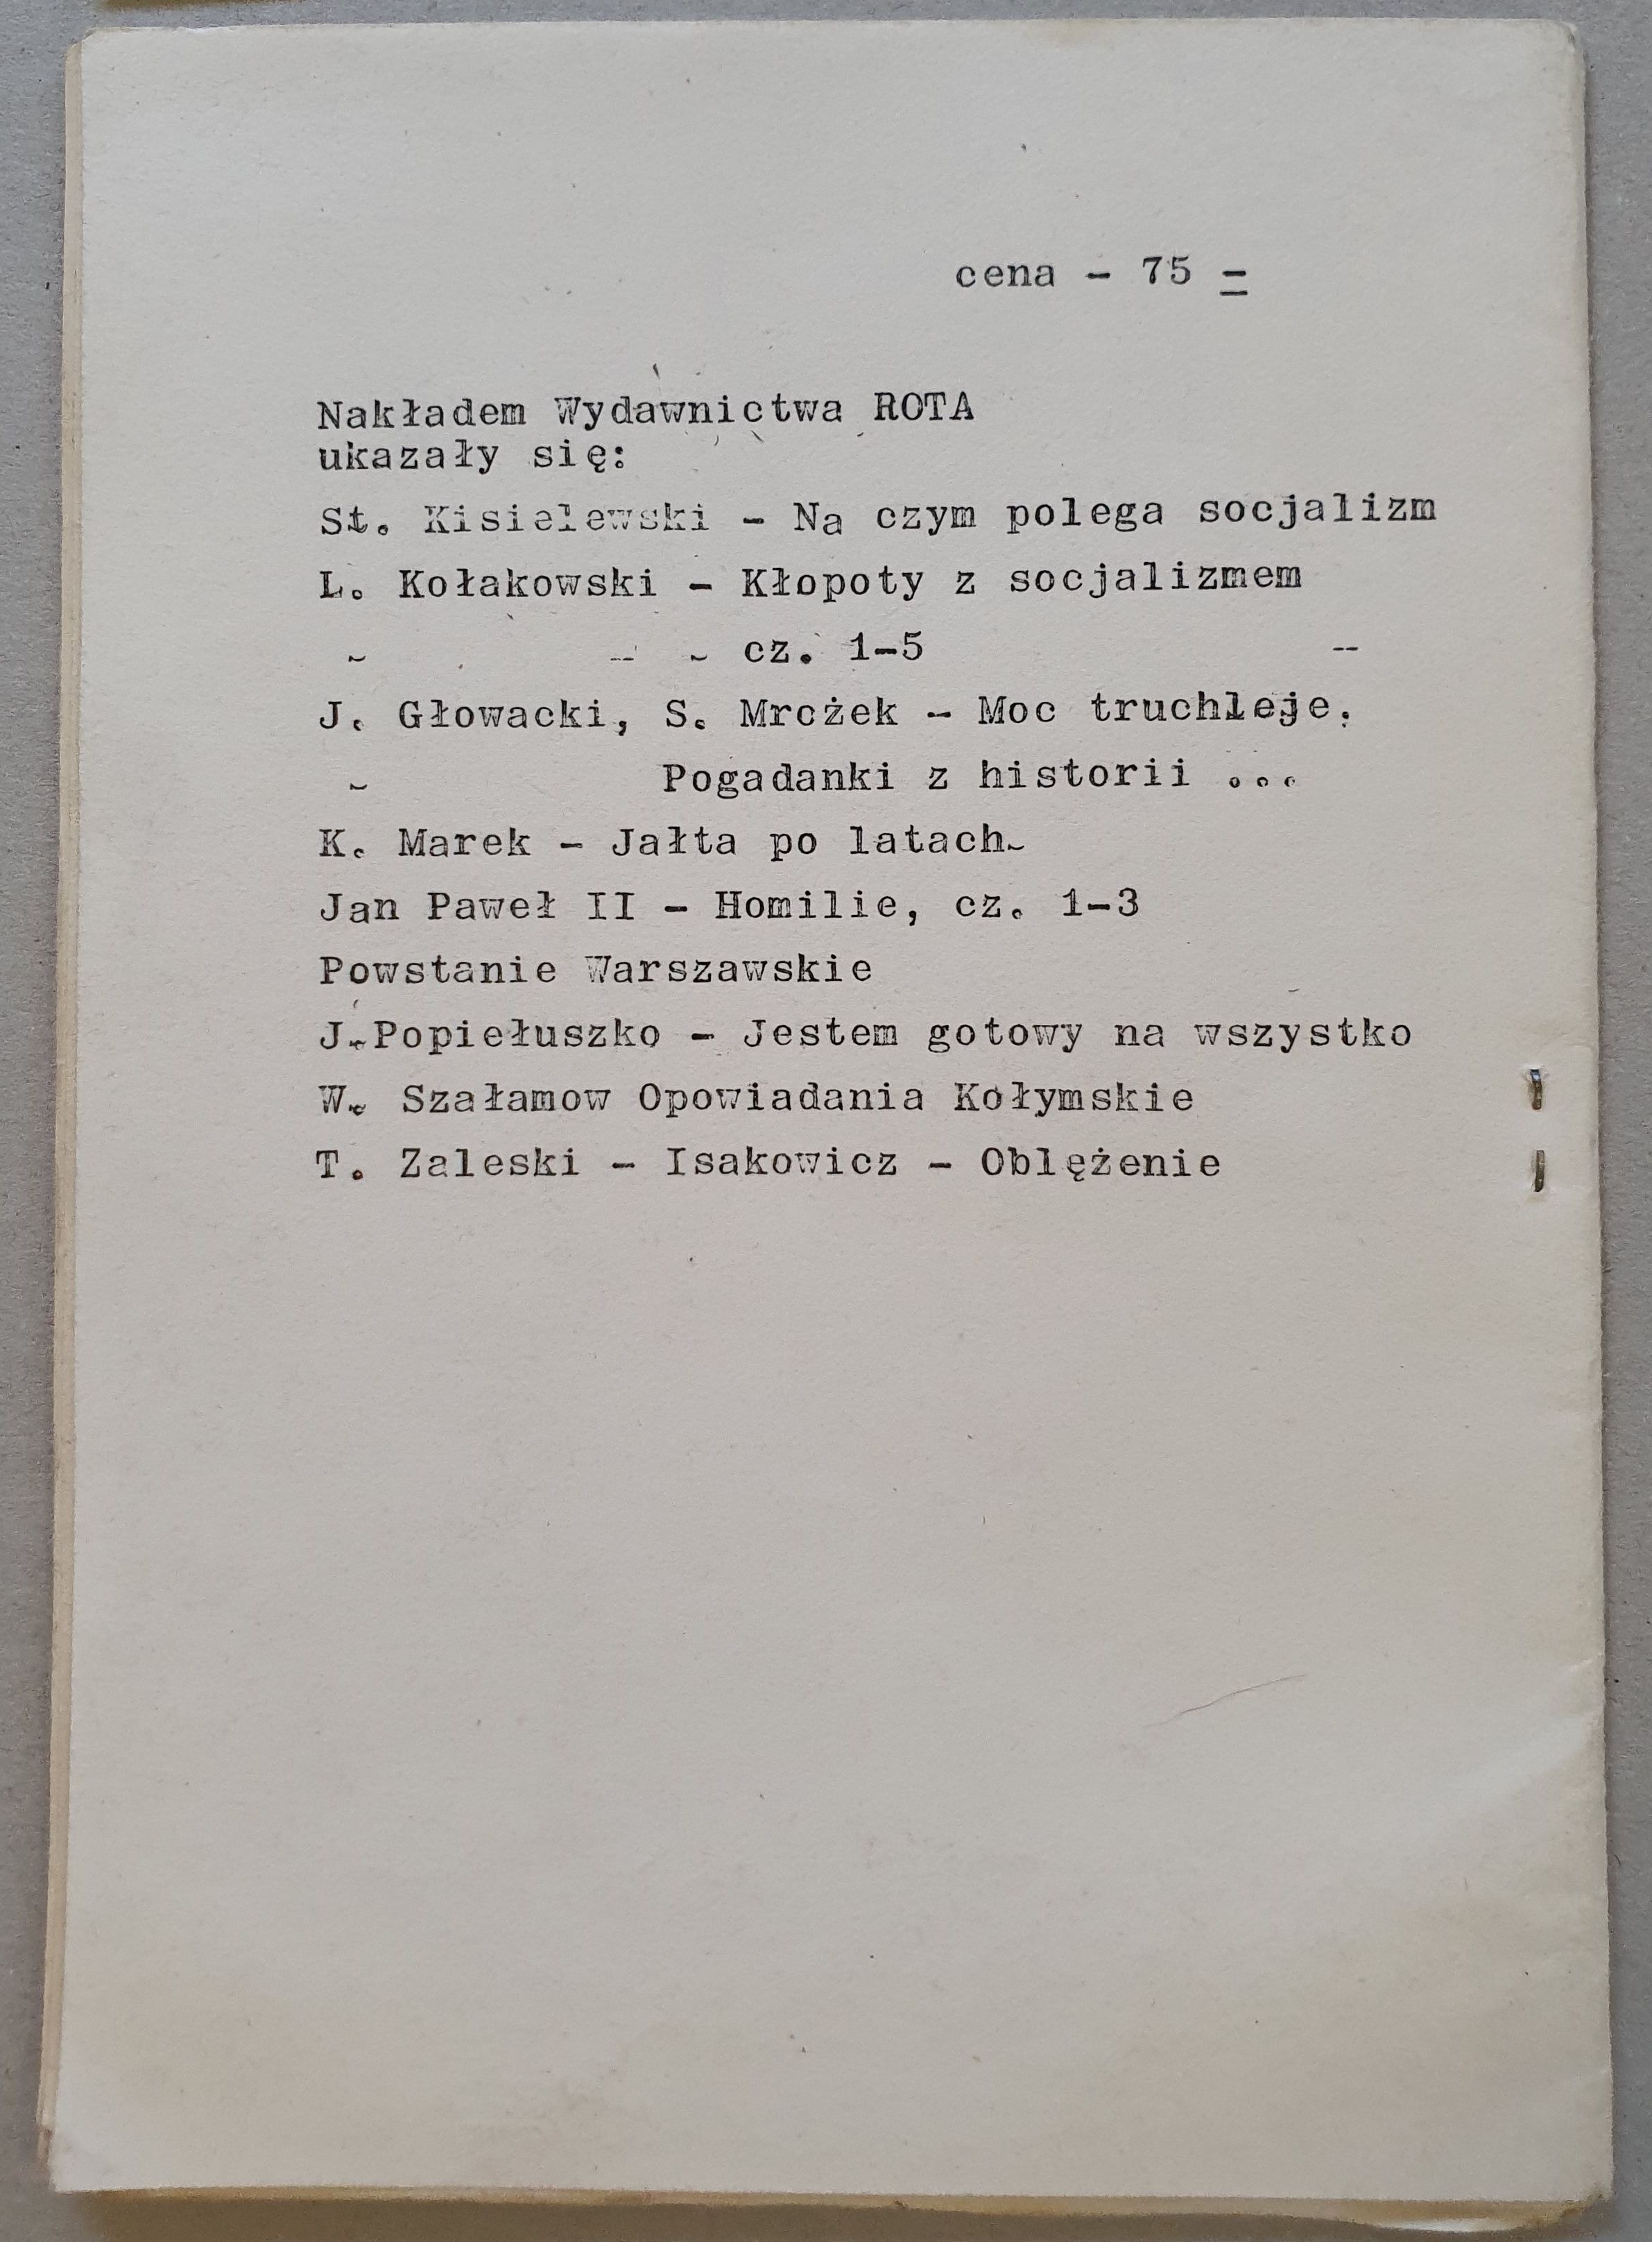 cena - 75 =
Nakładem Wydawnictwa ROTA
ukazały się:
St. Kisielewski - Na czym polega socjalizm
L. Kołakowski - Kłopoty z socjalizmem
cz. 1-5
J. Głowacki, S. Mrożek - Moc truchleje.
Pogadanki z historii ...
K. Marek - Jałta po latach
Jan Paweł II - Homilie, cz. 1-3
Powstanie Warszawskie
J.Popiełuszko - Jestem gotowy na wszystko
W. Szałamow Opowiadania Kołymskie
T. Zaleski - Isakowicz - Oblężenie